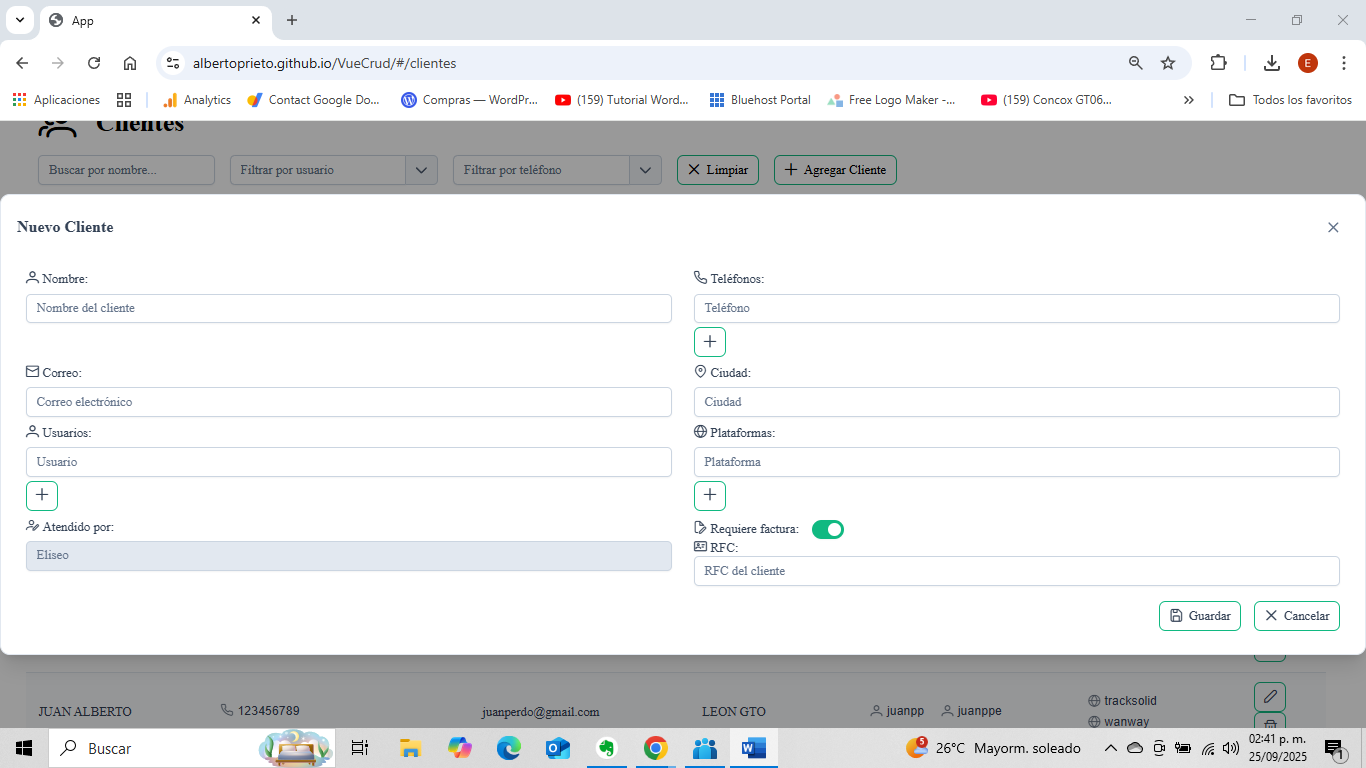 App
albertoprieto.github.io/VueCrud/#/clientes
E
Aplicaciones Analytics Contact Google Do... Compras — WordPr... (159) Tutorial Word... Bluehost Portal Free Logo Maker -... (159) Concox GT06... Todos los favoritos
Clientes
Buscar por nombre... Filtrar por usuario Filtrar por teléfono Limpiar Agregar Cliente
Nuevo Cliente
Nombre: Teléfonos:
Nombre del cliente Teléfono
Correo: Ciudad:
Correo electrónico Ciudad
Usuarios: Plataformas:
Usuario Plataforma
Atendido por: Requiere factura:
RFC:
Eliseo
RFC del cliente
Guardar Cancelar
JUAN ALBERTO 123456789 juanperdo@gmail.com LEON GTO juanpp juanppe tracksolid
wanway
Buscar 5 26°C Mayorm. soleado 02:41 p. m.
25/09/2025 1